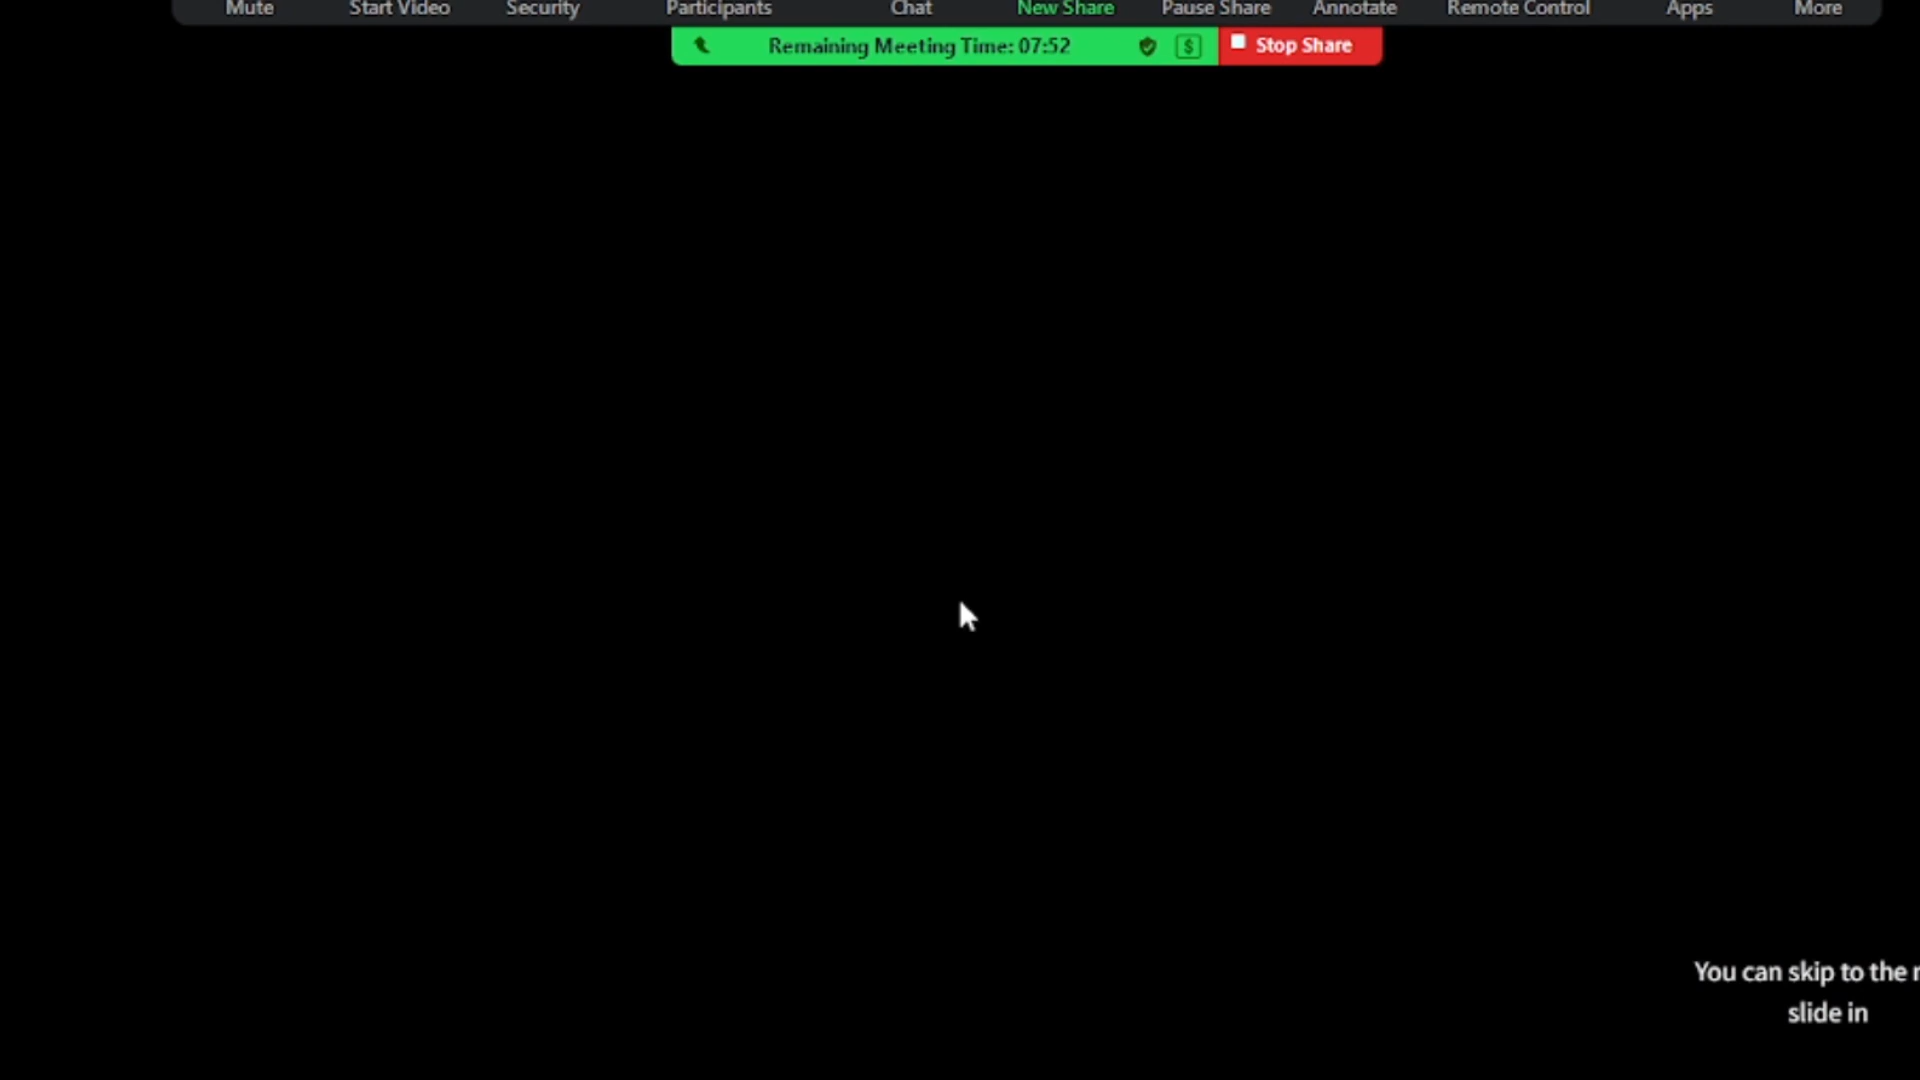 Mute Start Video Security Participants Chat New Share Pause Share Annotate Remote Control Apps More
Remaining Meeting Time: 07:52 $ Stop Share
You can skip to the
slide in